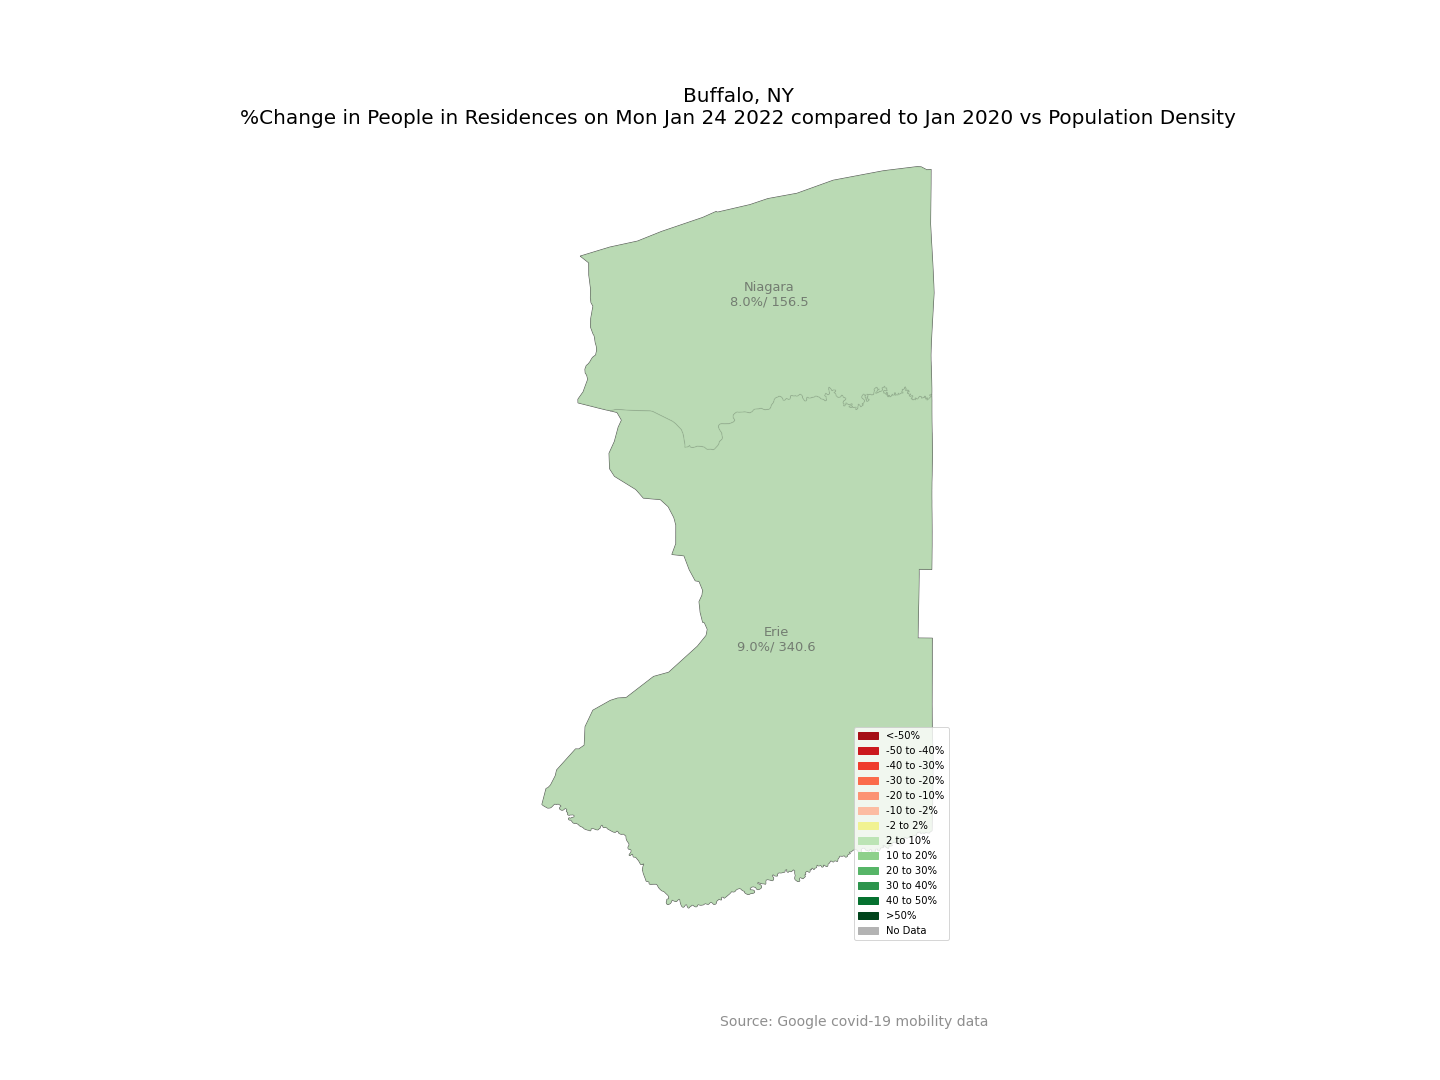 Buffalo, NY
%Change in People in Residences on Mon Jan 24 2022 compared to Jan 2020 vs Population Density
Niagara
8.0%/ 156.5
Erie
9.0%/ 340.6
<-50%
-50 to -40%
-40 to -30%
-30 to -20%
-20 to -10%
-10 to -2%
-2 to 2%
2 to 10%
10 to 20%
20 to 30%
30 to 40%
40 to 50%
>50%
No Data
Source: Google covid-19 mobility data